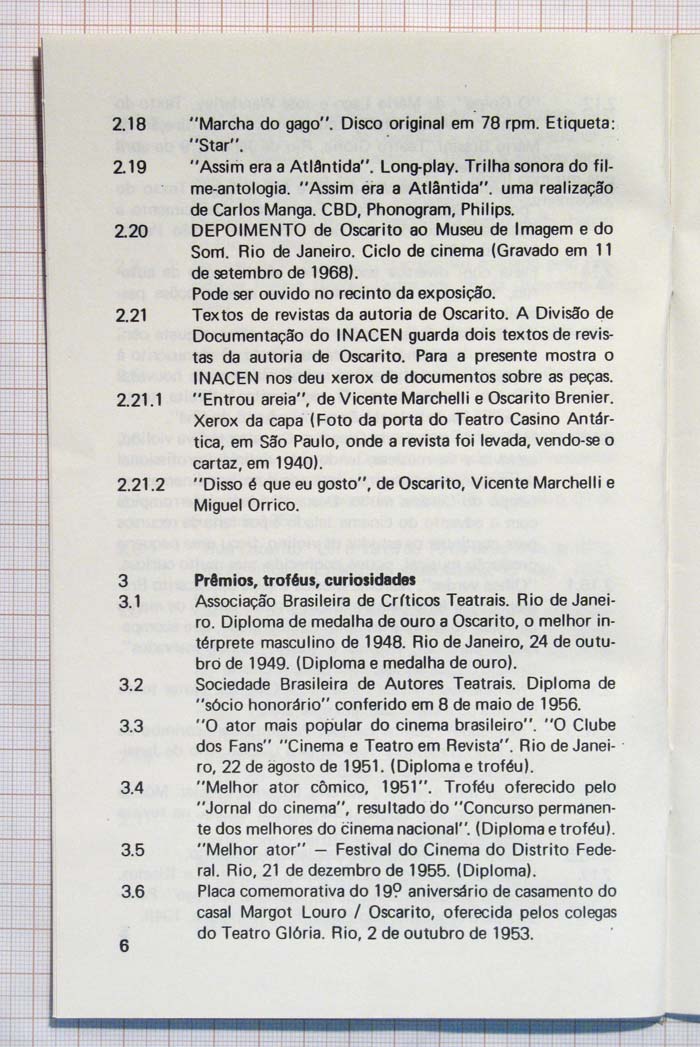 2.18 "Marcha do gago". Disco original em 78 rpm. Etiqueta:
"Star".
2.19 "Assim era a Atlântida". Long-play. Trilha sonora do fil-
me-antologia. "Assim era a Atlântida". uma realização
de Carlos Manga. CBD, Phonogram, Philips.
2.20 DEPOIMENTO de Oscarito ao Museu de Imagem e do
Som. Rio de Janeiro. Ciclo de cinema (Gravado em 11
de setembro de 1968).
Pode ser ouvido no recinto da exposição.
2.21 Textos de revistas da autoria de Oscarito. A Divisão de
Documentação do INACEN guarda dois textos de revis-
tas da autoria de Oscarito. Para a presente mostra o
INACEN nos deu xerox de documentos sobre as peças.
2.21.1 "Entrou areia", de Vicente Marchelli e Oscarito Brenier.
Xerox da capa (Foto da porta do Teatro Casino Antár-
tica, em São Paulo, onde a revista foi levada, vendo-se o
cartaz, em 1940).
2.21.2 "Disso é que eu gosto", de Oscarito, Vicente Marchelli e
Miguel Orrico.
3 Prêmios, troféus, curiosidades
3.1 Associação Brasileira de Críticos Teatrais. Rio de Janei-
ro. Diploma de medalha de ouro a Oscarito, o melhor in-
térprete masculino de 1948. Rio de Janeiro, 24 de outu-
bro de 1949. (Diploma e medalha de ouro).
3.2 Sociedade Brasileira de Autores Teatrais. Diploma de
"sócio honorário" conferido em 8 de maio de 1956.
3.3 "O ator mais popular do cinema brasileiro". "O Clube
dos Fans" "Cinema e Teatro em Revista". Rio de Janei-
ro, 22 de agosto de 1951. (Diploma e troféu).
3.4 "Melhor ator cômico, 1951". Troféu oferecido pelo
"Jornal do cinema", resultado do "Concurso permanen-
te dos melhores do cinema nacional". (Diploma e troféu).
3.5 "Melhor ator" — Festival do Cinema do Distrito Fede-
ral. Rio, 21 de dezembro de 1955. (Diploma).
3.6 Placa comemorativa do 19º aniversário de casamento do
casal Margot Louro / Oscarito, oferecida pelos colegas
do Teatro Glória. Rio, 2 de outubro de 1953.
6